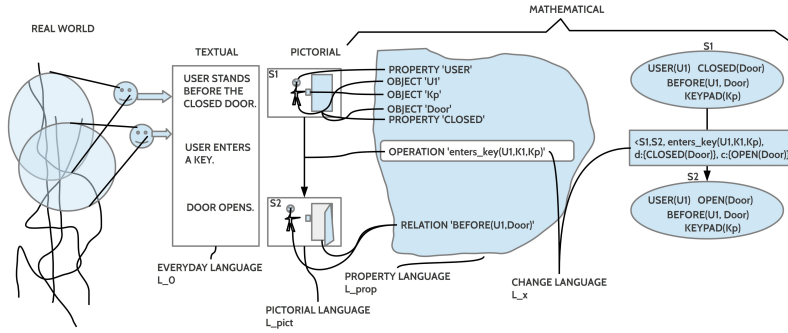 MATHEMATICAL
REAL WORLD
TEXTUAL
PICTORIAL
USER STANDS
BEFORE THE
CLOSED DOOR.
USER ENTERS
A KEY.
DOOR OPENS.
EVERYDAY LANGUAGE
L_0
S1
S2
PICTORIAL LANGUAGE
L_pict
PROPERTY 'USER'
OBJECT 'U1'
OBJECT 'Kp'
OBJECT 'Door'
PROPERTY 'CLOSED'
OPERATION 'enters_key(U1,K1,Kp)'
RELATION 'BEFORE(U1,Door)'
PROPERTY LANGUAGE
L_prop
CHANGE LANGUAGE
L_x
S1
USER(U1) CLOSED(Door)
BEFORE(U1, Door)
KEYPAD(Kp)
<S1,S2, enters_key(U1,K1,Kp),
d:{CLOSED(Door)}, c:{OPEN(Door)}
S2
USER(U1) OPEN(Door)
BEFORE(U1, Door)
KEYPAD(Kp)